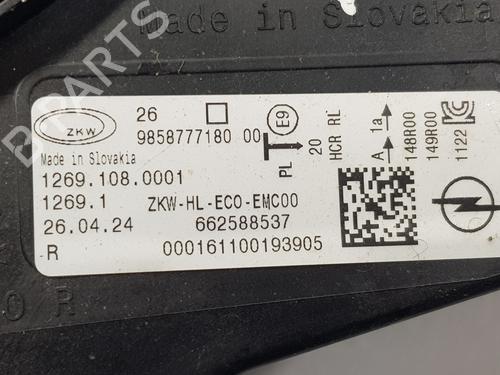 Made in Slovakia
B PARTS
ZKW
26
9858777180 00
E9
PL
20
HCR RL
A 1a
148R00
149R00
1122
Made in Slovakia
1269.108.0001
1269.1 ZKW-HL-ECO-EMC00
26.04.24 662588537
R 000161100193905
O R